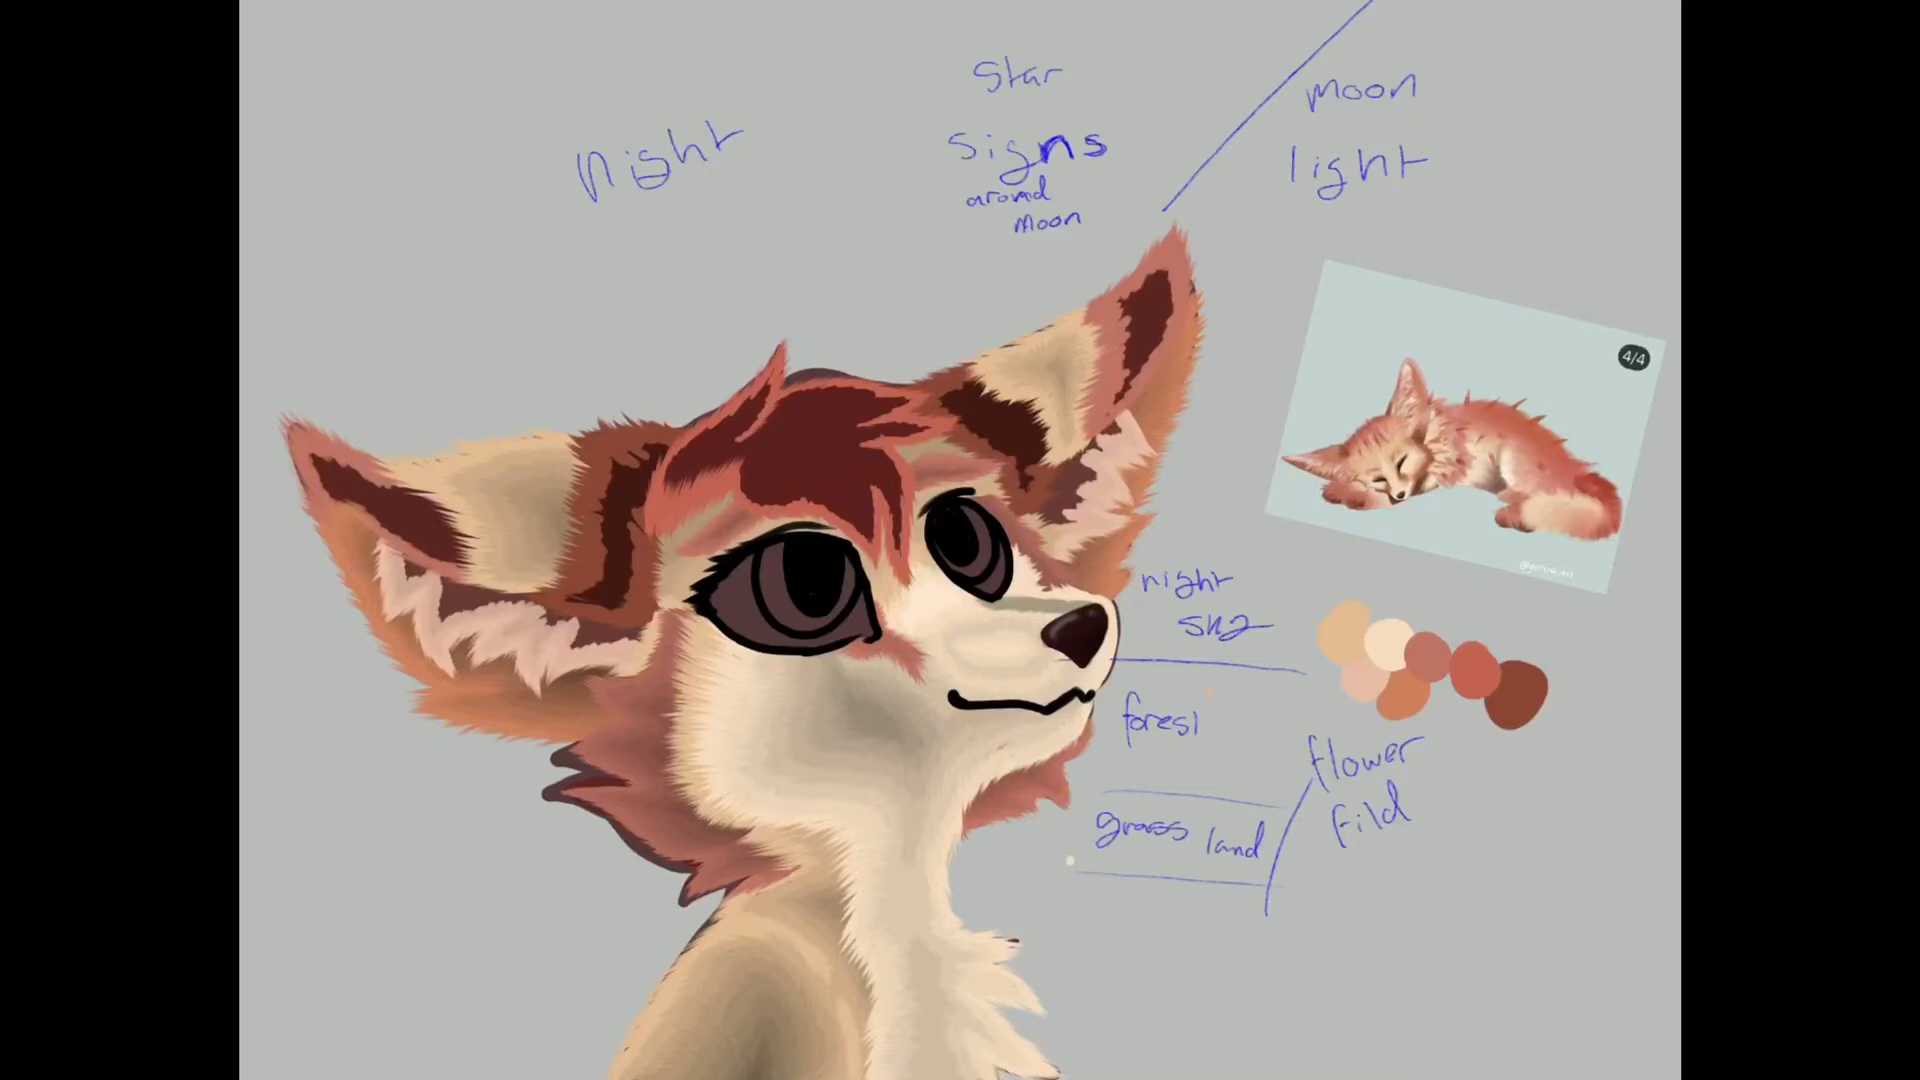 Star
Signs
around
moon
night
moon
light
4/4
night
sky
forest
flower
fild
grass land